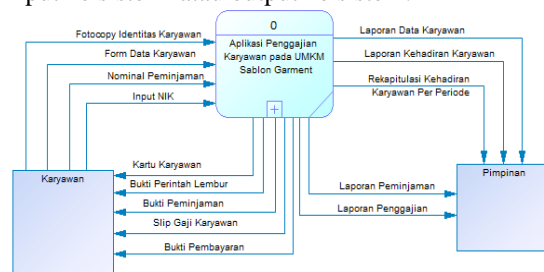 Fotocopy Identitas Karyawan
Form Data Karyawan
Nominal Peminjaman
Input NIK
0
Aplikasi Penggajian
Karyawan pada UMKM
Sablon Garment
Laporan Data Karyawan
Laporan Kehadiran Karyawan
Rekapitulasi Kehadiran
Karyawan Per Periode
Kartu Karyawan
Bukti Perintah Lembur
Bukti Peminjaman
Slip Gaji Karyawan
Bukti Pembayaran
Karyawan
Laporan Peminjaman
Laporan Penggajian
Pimpinan